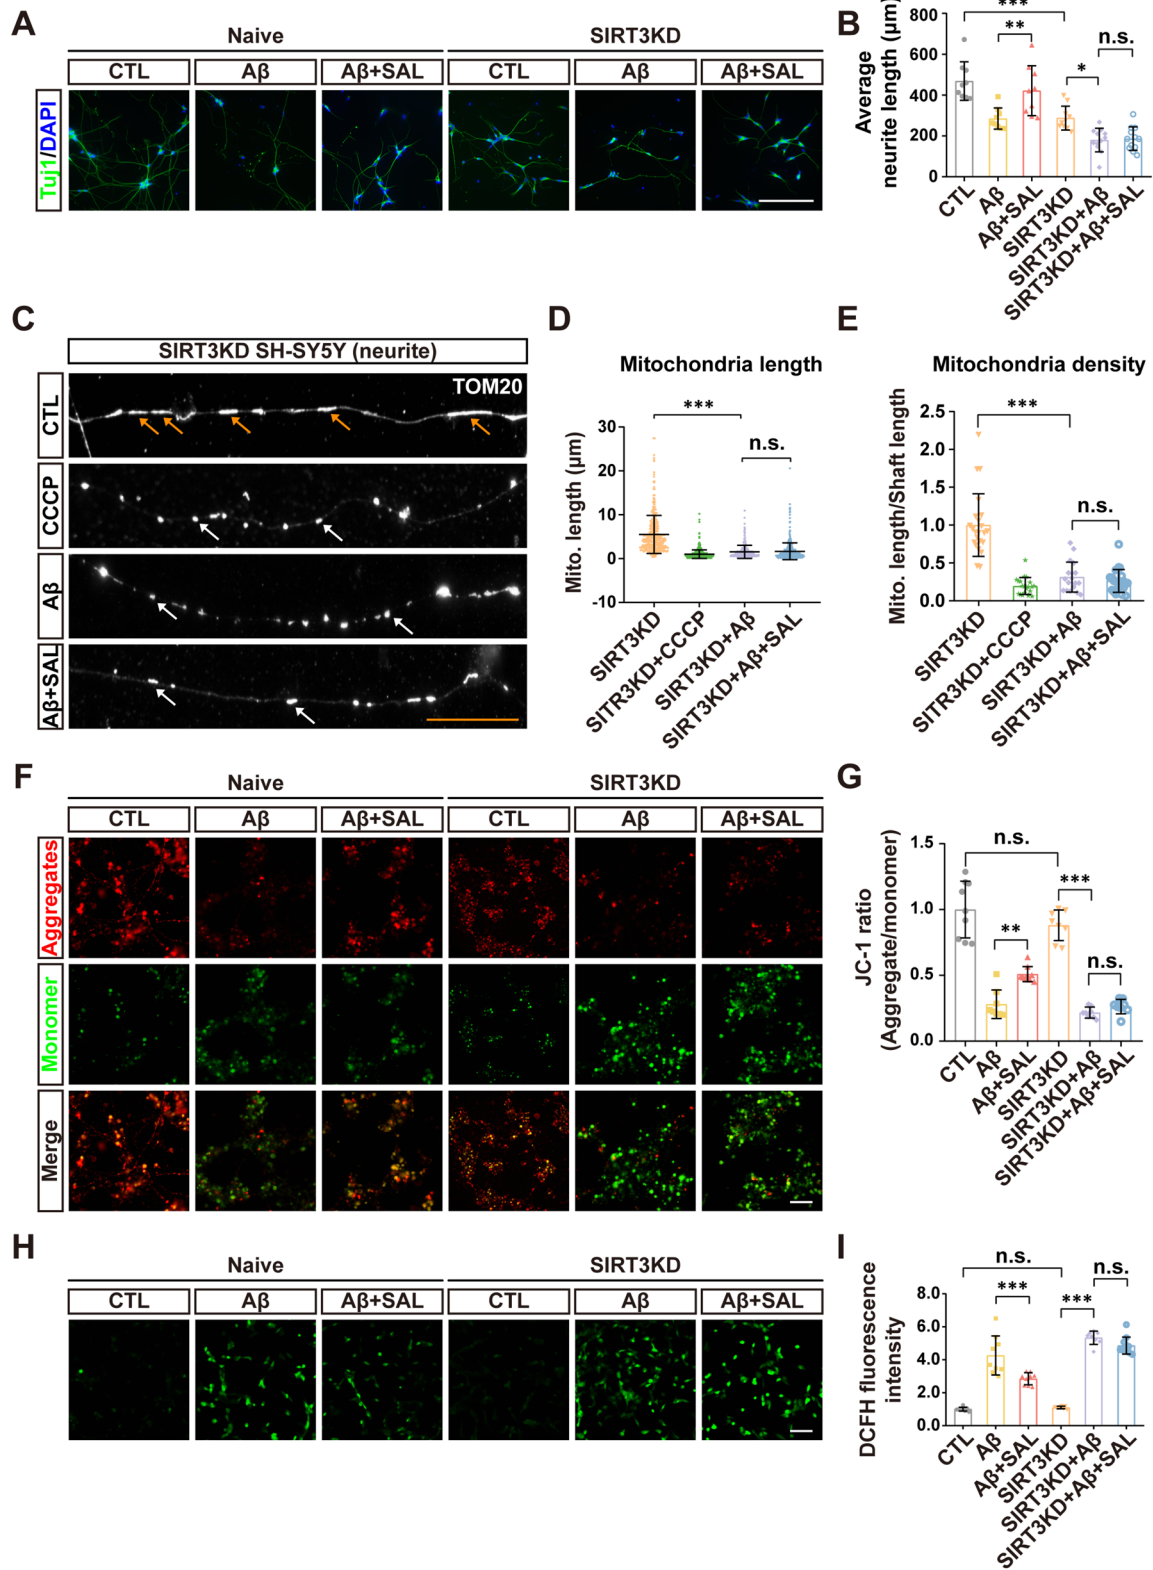 A
Naive
SIRT3KD
CTL
Aβ
Aβ+SAL
CTL
Aβ
Aβ+SAL
Tuj1/DAPI
B
Average
neurite length (μm)
800
600
400
200
0
***
**
*
n.s.
CTL
Aβ
Aβ+SAL
SIRT3KD
SIRT3KD+Aβ
SIRT3KD+Aβ+SAL
C
SIRT3KD SH-SY5Y (neurite)
TOM20
CTL
CCCP
Aβ
Aβ+SAL
D
Mitochondria length
Mito. length (μm)
30
20
10
0
-10
***
n.s.
SIRT3KD
SITR3KD+CCCP
SIRT3KD+Aβ
SIRT3KD+Aβ+SAL
E
Mitochondria density
Mito. length/Shaft length
2.5
2.0
1.5
1.0
0.5
0.0
***
n.s.
SIRT3KD
SITR3KD+CCCP
SIRT3KD+Aβ
SIRT3KD+Aβ+SAL
F
Naive
SIRT3KD
CTL
Aβ
Aβ+SAL
CTL
Aβ
Aβ+SAL
Aggregates
Monomer
Merge
G
JC-1 ratio
(Aggregate/monomer)
1.5
1.0
0.5
0.0
n.s.
**
***
n.s.
CTL
Aβ
Aβ+SAL
SIRT3KD
SIRT3KD+Aβ
SIRT3KD+Aβ+SAL
H
Naive
SIRT3KD
CTL
Aβ
Aβ+SAL
CTL
Aβ
Aβ+SAL
I
DCFH fluorescence
intensity
8.0
6.0
4.0
2.0
0.0
n.s.
***
***
n.s.
CTL
Aβ
Aβ+SAL
SIRT3KD
SIRT3KD+Aβ
SIRT3KD+Aβ+SAL